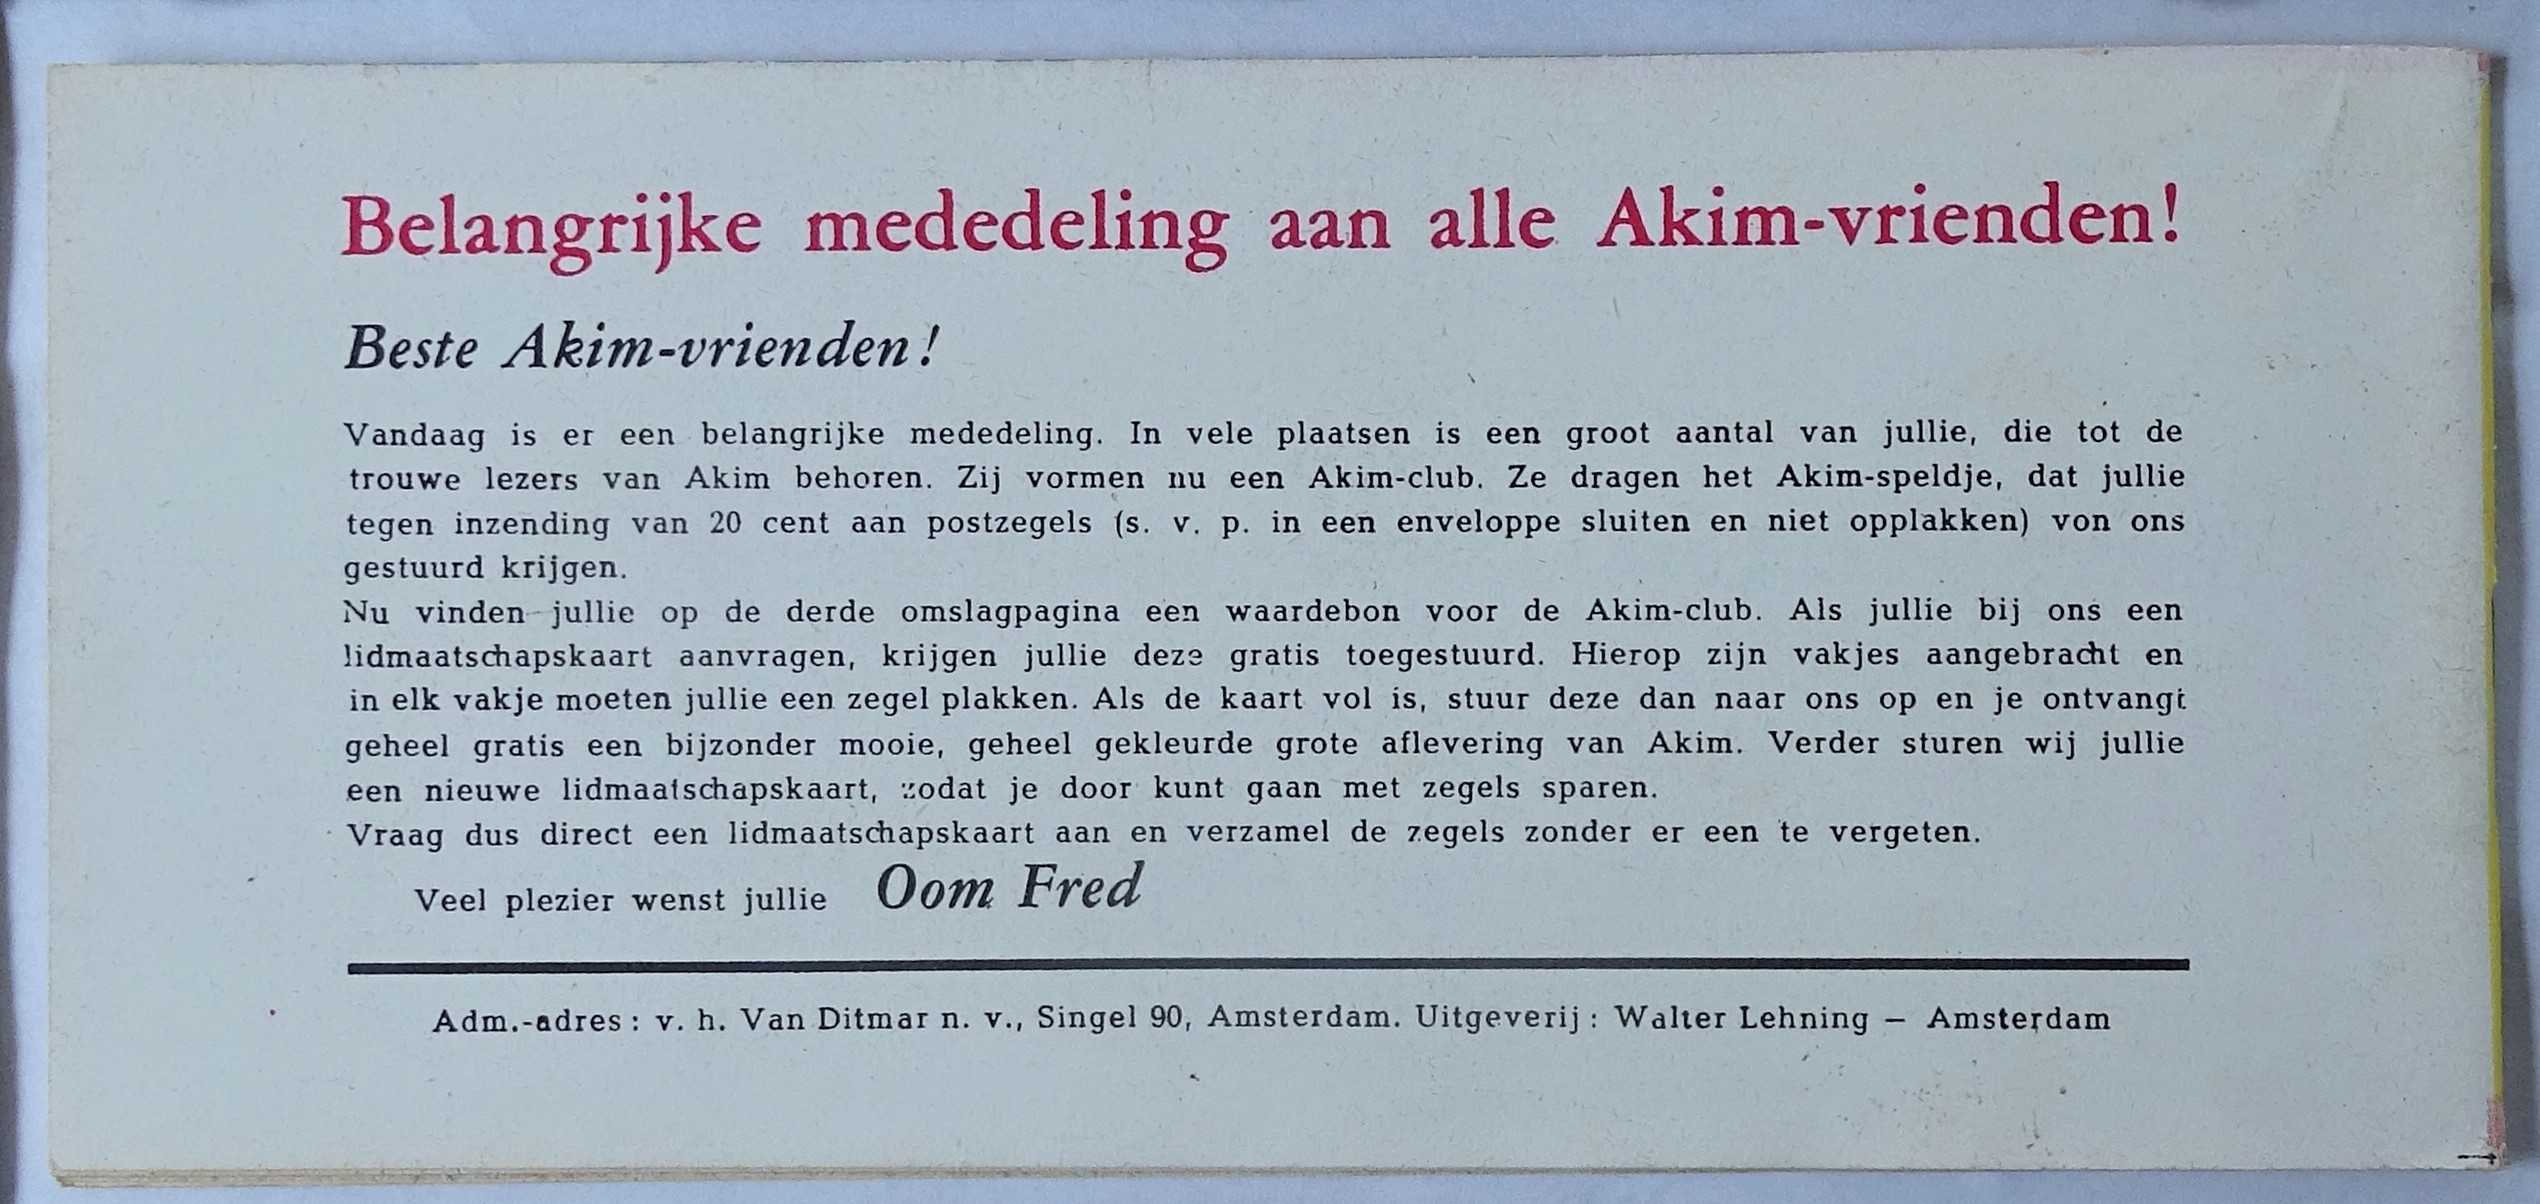 Belangrijke mededeling aan alle Akim-vrienden!
Beste Akim-vrienden!
Vandaag is er een belangrijke mededeling. In vele plaatsen is een groot aantal van jullie, die tot de
trouwe lezers van Akim behoren. Zij vormen nu een Akim-club. Ze dragen het Akim-speldje, dat jullie
tegen inzending van 20 cent aan postzegels (s. v. p. in een enveloppe sluiten en niet opplakken) von ons
gestuurd krijgen.
Nu vinden jullie op de derde omslagpagina een waardebon voor de Akim-club. Als jullie bij ons een
lidmaatschapskaart aanvragen, krijgen jullie deze gratis toegestuurd. Hierop zijn vakjes aangebracht en
in elk vakje moeten jullie een zegel plakken. Als de kaart vol is, stuur deze dan naar ons op en je ontvangt
geheel gratis een bijzonder mooie, geheel gekleurde grote aflevering van Akim. Verder sturen wij jullie
een nieuwe lidmaatschapskaart, zodat je door kunt gaan met zegels sparen.
Vraag dus direct een lidmaatschapskaart aan en verzamel de zegels zonder er een te vergeten.
Veel plezier wenst jullie Oom Fred
Adm.-adres: v. h. Van Ditmar n. v., Singel 90, Amsterdam. Uitgeverij: Walter Lehning – Amsterdam